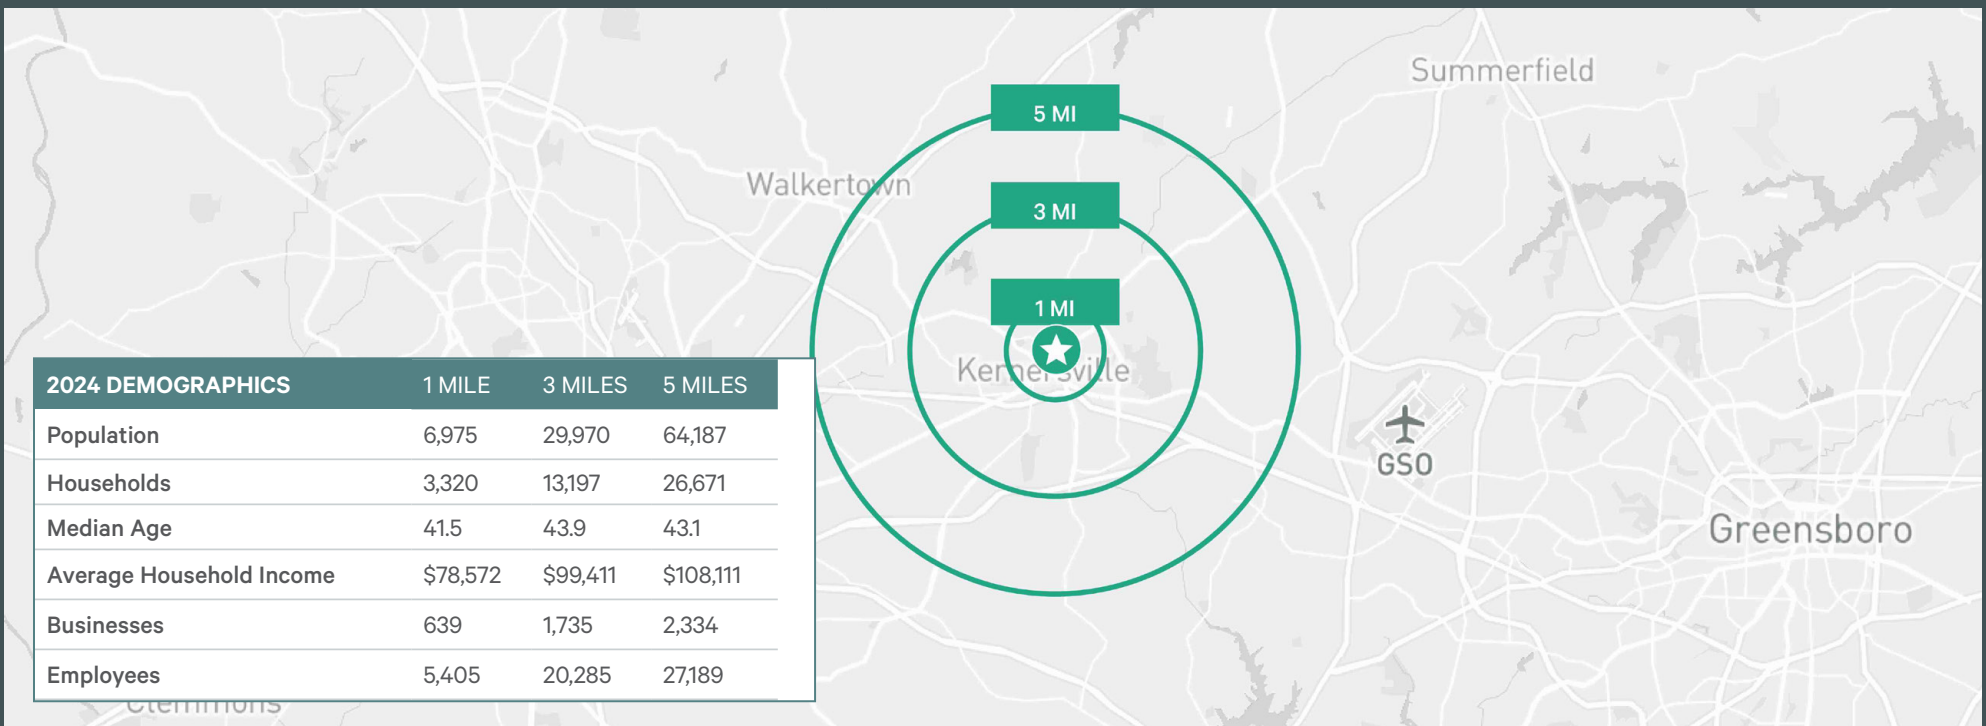 Summerfield
5 MI
Walkertown
3 MI
1 MI
Kernersville
GSO
Greensboro
2024 DEMOGRAPHICS 1 MILE 3 MILES 5 MILES
Population 6,975 29,970 64,187
Households 3,320 13,197 26,671
Median Age 41.5 43.9 43.1
Average Household Income $78,572 $99,411 $108,111
Businesses 639 1,735 2,334
Employees 5,405 20,285 27,189
Clemmons